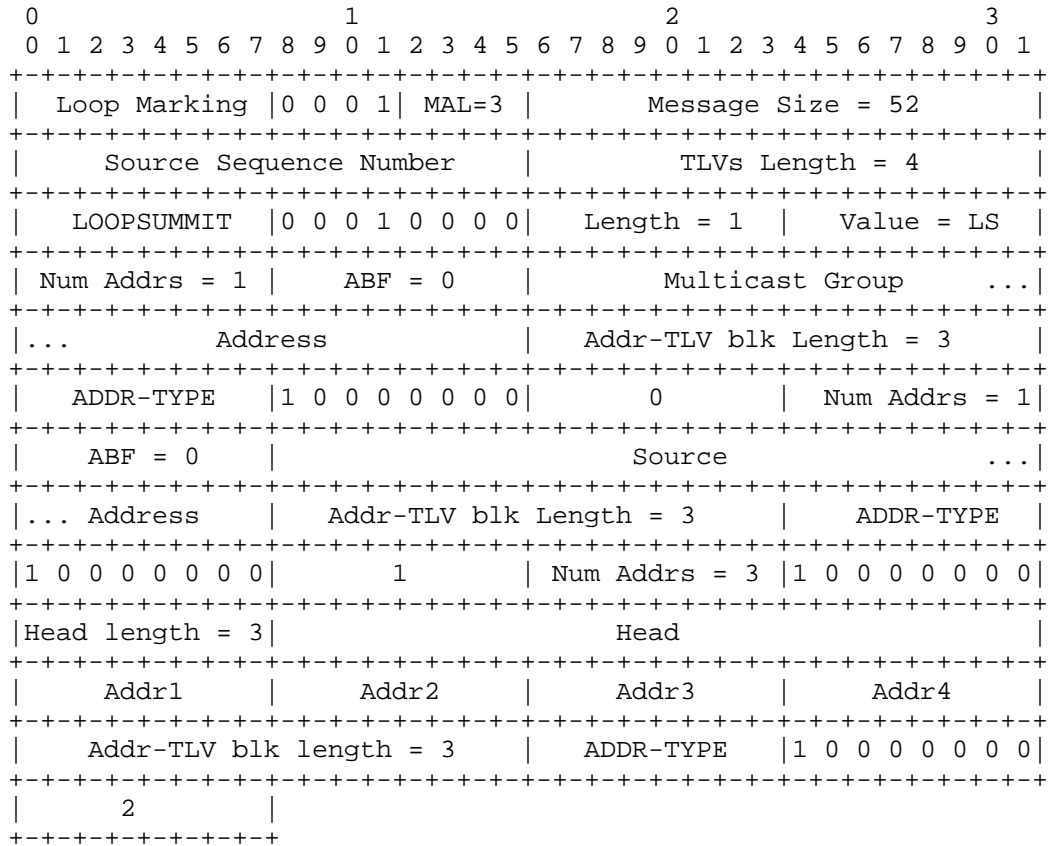 0                   1                   2                   3
 0 1 2 3 4 5 6 7 8 9 0 1 2 3 4 5 6 7 8 9 0 1 2 3 4 5 6 7 8 9 0 1
+-+-+-+-+-+-+-+-+-+-+-+-+-+-+-+-+-+-+-+-+-+-+-+-+-+-+-+-+-+-+-+-+
|  Loop Marking |0 0 0 1| MAL=3 |       Message Size = 52       |
+-+-+-+-+-+-+-+-+-+-+-+-+-+-+-+-+-+-+-+-+-+-+-+-+-+-+-+-+-+-+-+-+
|     Source Sequence Number    |         TLVs Length = 4       |
+-+-+-+-+-+-+-+-+-+-+-+-+-+-+-+-+-+-+-+-+-+-+-+-+-+-+-+-+-+-+-+-+
|   LOOPSUMMIT  |0 0 0 1 0 0 0 0|   Length = 1  |   Value = LS  |
+-+-+-+-+-+-+-+-+-+-+-+-+-+-+-+-+-+-+-+-+-+-+-+-+-+-+-+-+-+-+-+-+
| Num Addrs = 1 |    ABF = 0    |        Multicast Group     ...|
+-+-+-+-+-+-+-+-+-+-+-+-+-+-+-+-+-+-+-+-+-+-+-+-+-+-+-+-+-+-+-+-+
|...         Address            |   Addr-TLV blk Length = 3     |
+-+-+-+-+-+-+-+-+-+-+-+-+-+-+-+-+-+-+-+-+-+-+-+-+-+-+-+-+-+-+-+-+
|   ADDR-TYPE   |1 0 0 0 0 0 0 0|       0       |  Num Addrs = 1|
+-+-+-+-+-+-+-+-+-+-+-+-+-+-+-+-+-+-+-+-+-+-+-+-+-+-+-+-+-+-+-+-+
|    ABF = 0    |                      Source                ...|
+-+-+-+-+-+-+-+-+-+-+-+-+-+-+-+-+-+-+-+-+-+-+-+-+-+-+-+-+-+-+-+-+
|... Address    |   Addr-TLV blk Length = 3     |    ADDR-TYPE  |
+-+-+-+-+-+-+-+-+-+-+-+-+-+-+-+-+-+-+-+-+-+-+-+-+-+-+-+-+-+-+-+-+
|1 0 0 0 0 0 0 0|       1       | Num Addrs = 3 |1 0 0 0 0 0 0 0|
+-+-+-+-+-+-+-+-+-+-+-+-+-+-+-+-+-+-+-+-+-+-+-+-+-+-+-+-+-+-+-+-+
|Head length = 3|                     Head                      |
+-+-+-+-+-+-+-+-+-+-+-+-+-+-+-+-+-+-+-+-+-+-+-+-+-+-+-+-+-+-+-+-+
|     Addr1     |     Addr2     |     Addr3     |     Addr4     |
+-+-+-+-+-+-+-+-+-+-+-+-+-+-+-+-+-+-+-+-+-+-+-+-+-+-+-+-+-+-+-+-+
|    Addr-TLV blk length = 3    |   ADDR-TYPE   |1 0 0 0 0 0 0 0|
+-+-+-+-+-+-+-+-+-+-+-+-+-+-+-+-+-+-+-+-+-+-+-+-+-+-+-+-+-+-+-+-+
|      2        |
+-+-+-+-+-+-+-+-+